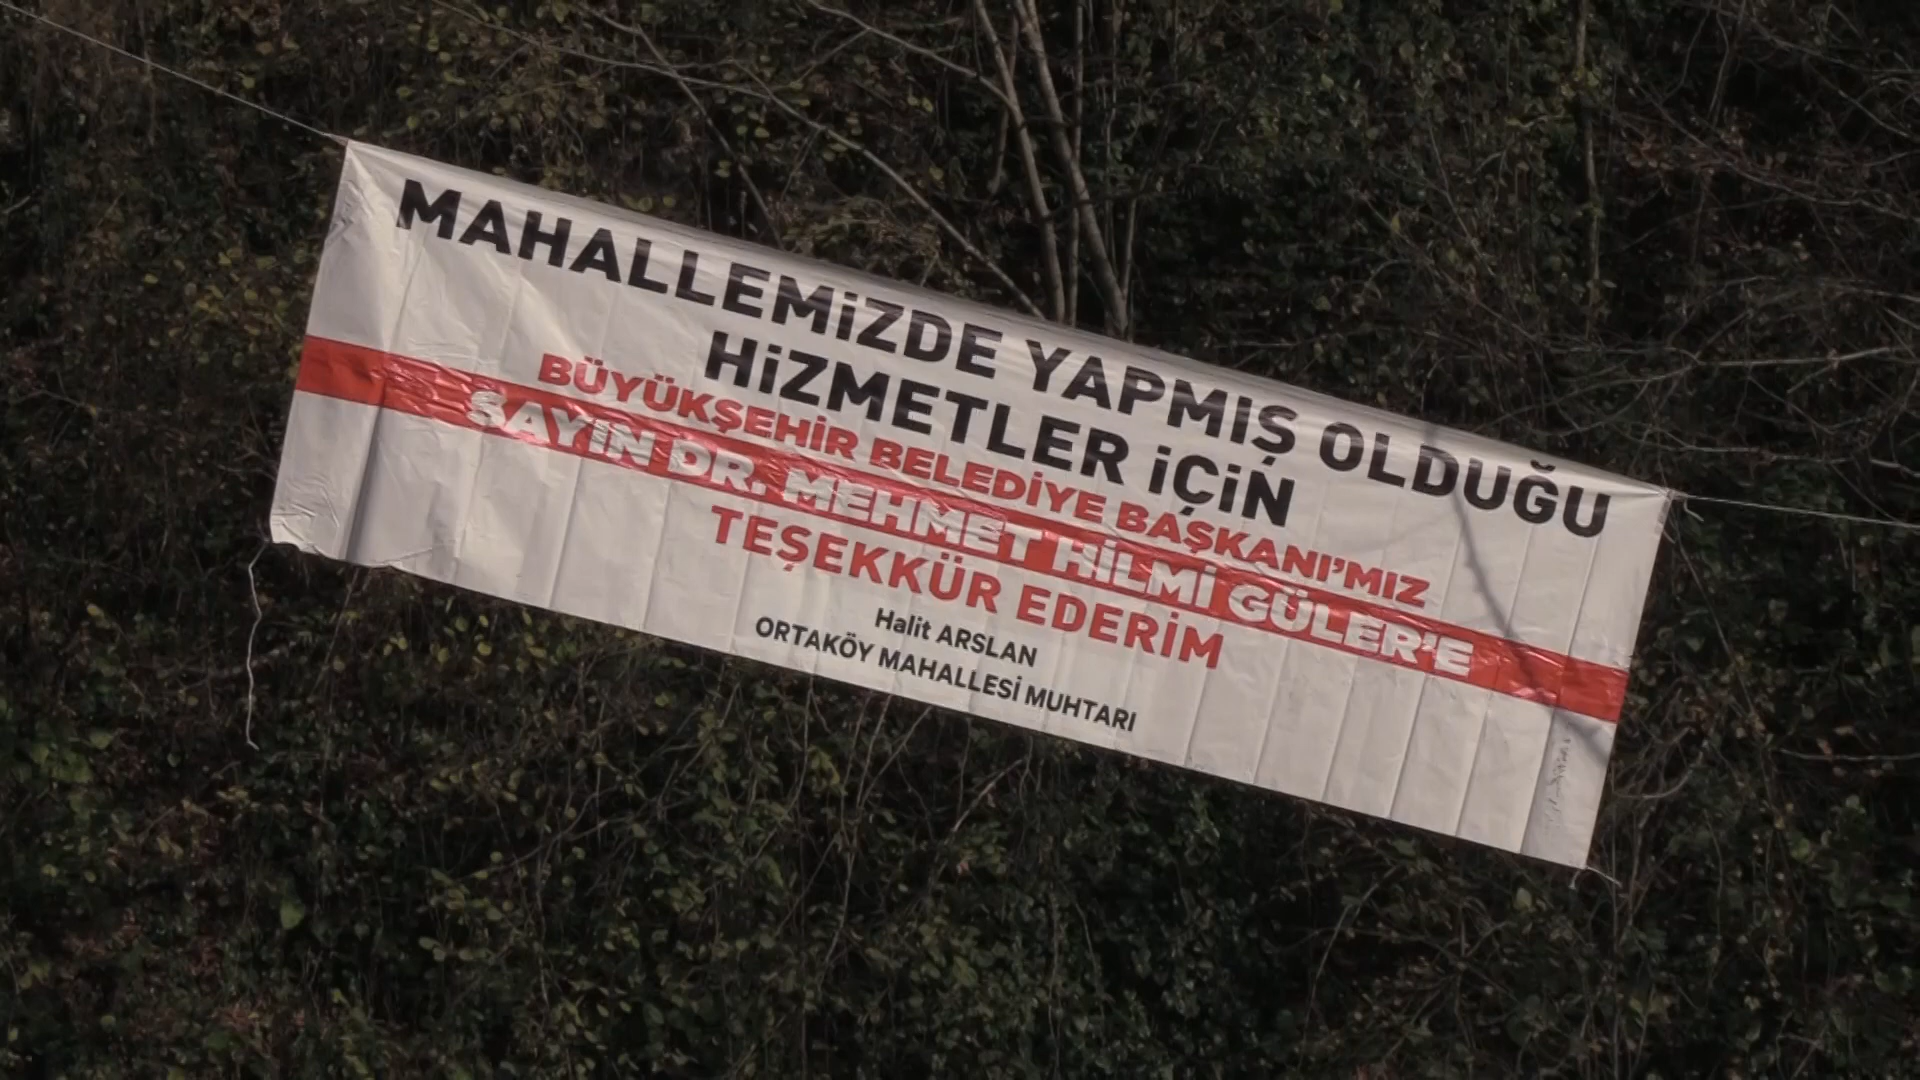 MAHALLEMİZDE YAPMIŞ OLDUĞU
HİZMETLER İÇİN
BÜYÜKŞEHİR BELEDİYE BAŞKANI'MIZ
SAYIN DR. MEHMET HİLMİ GÜLER'E
TEŞEKKÜR EDERİM
Halit ARSLAN
ORTAKÖY MAHALLESİ MUHTARI